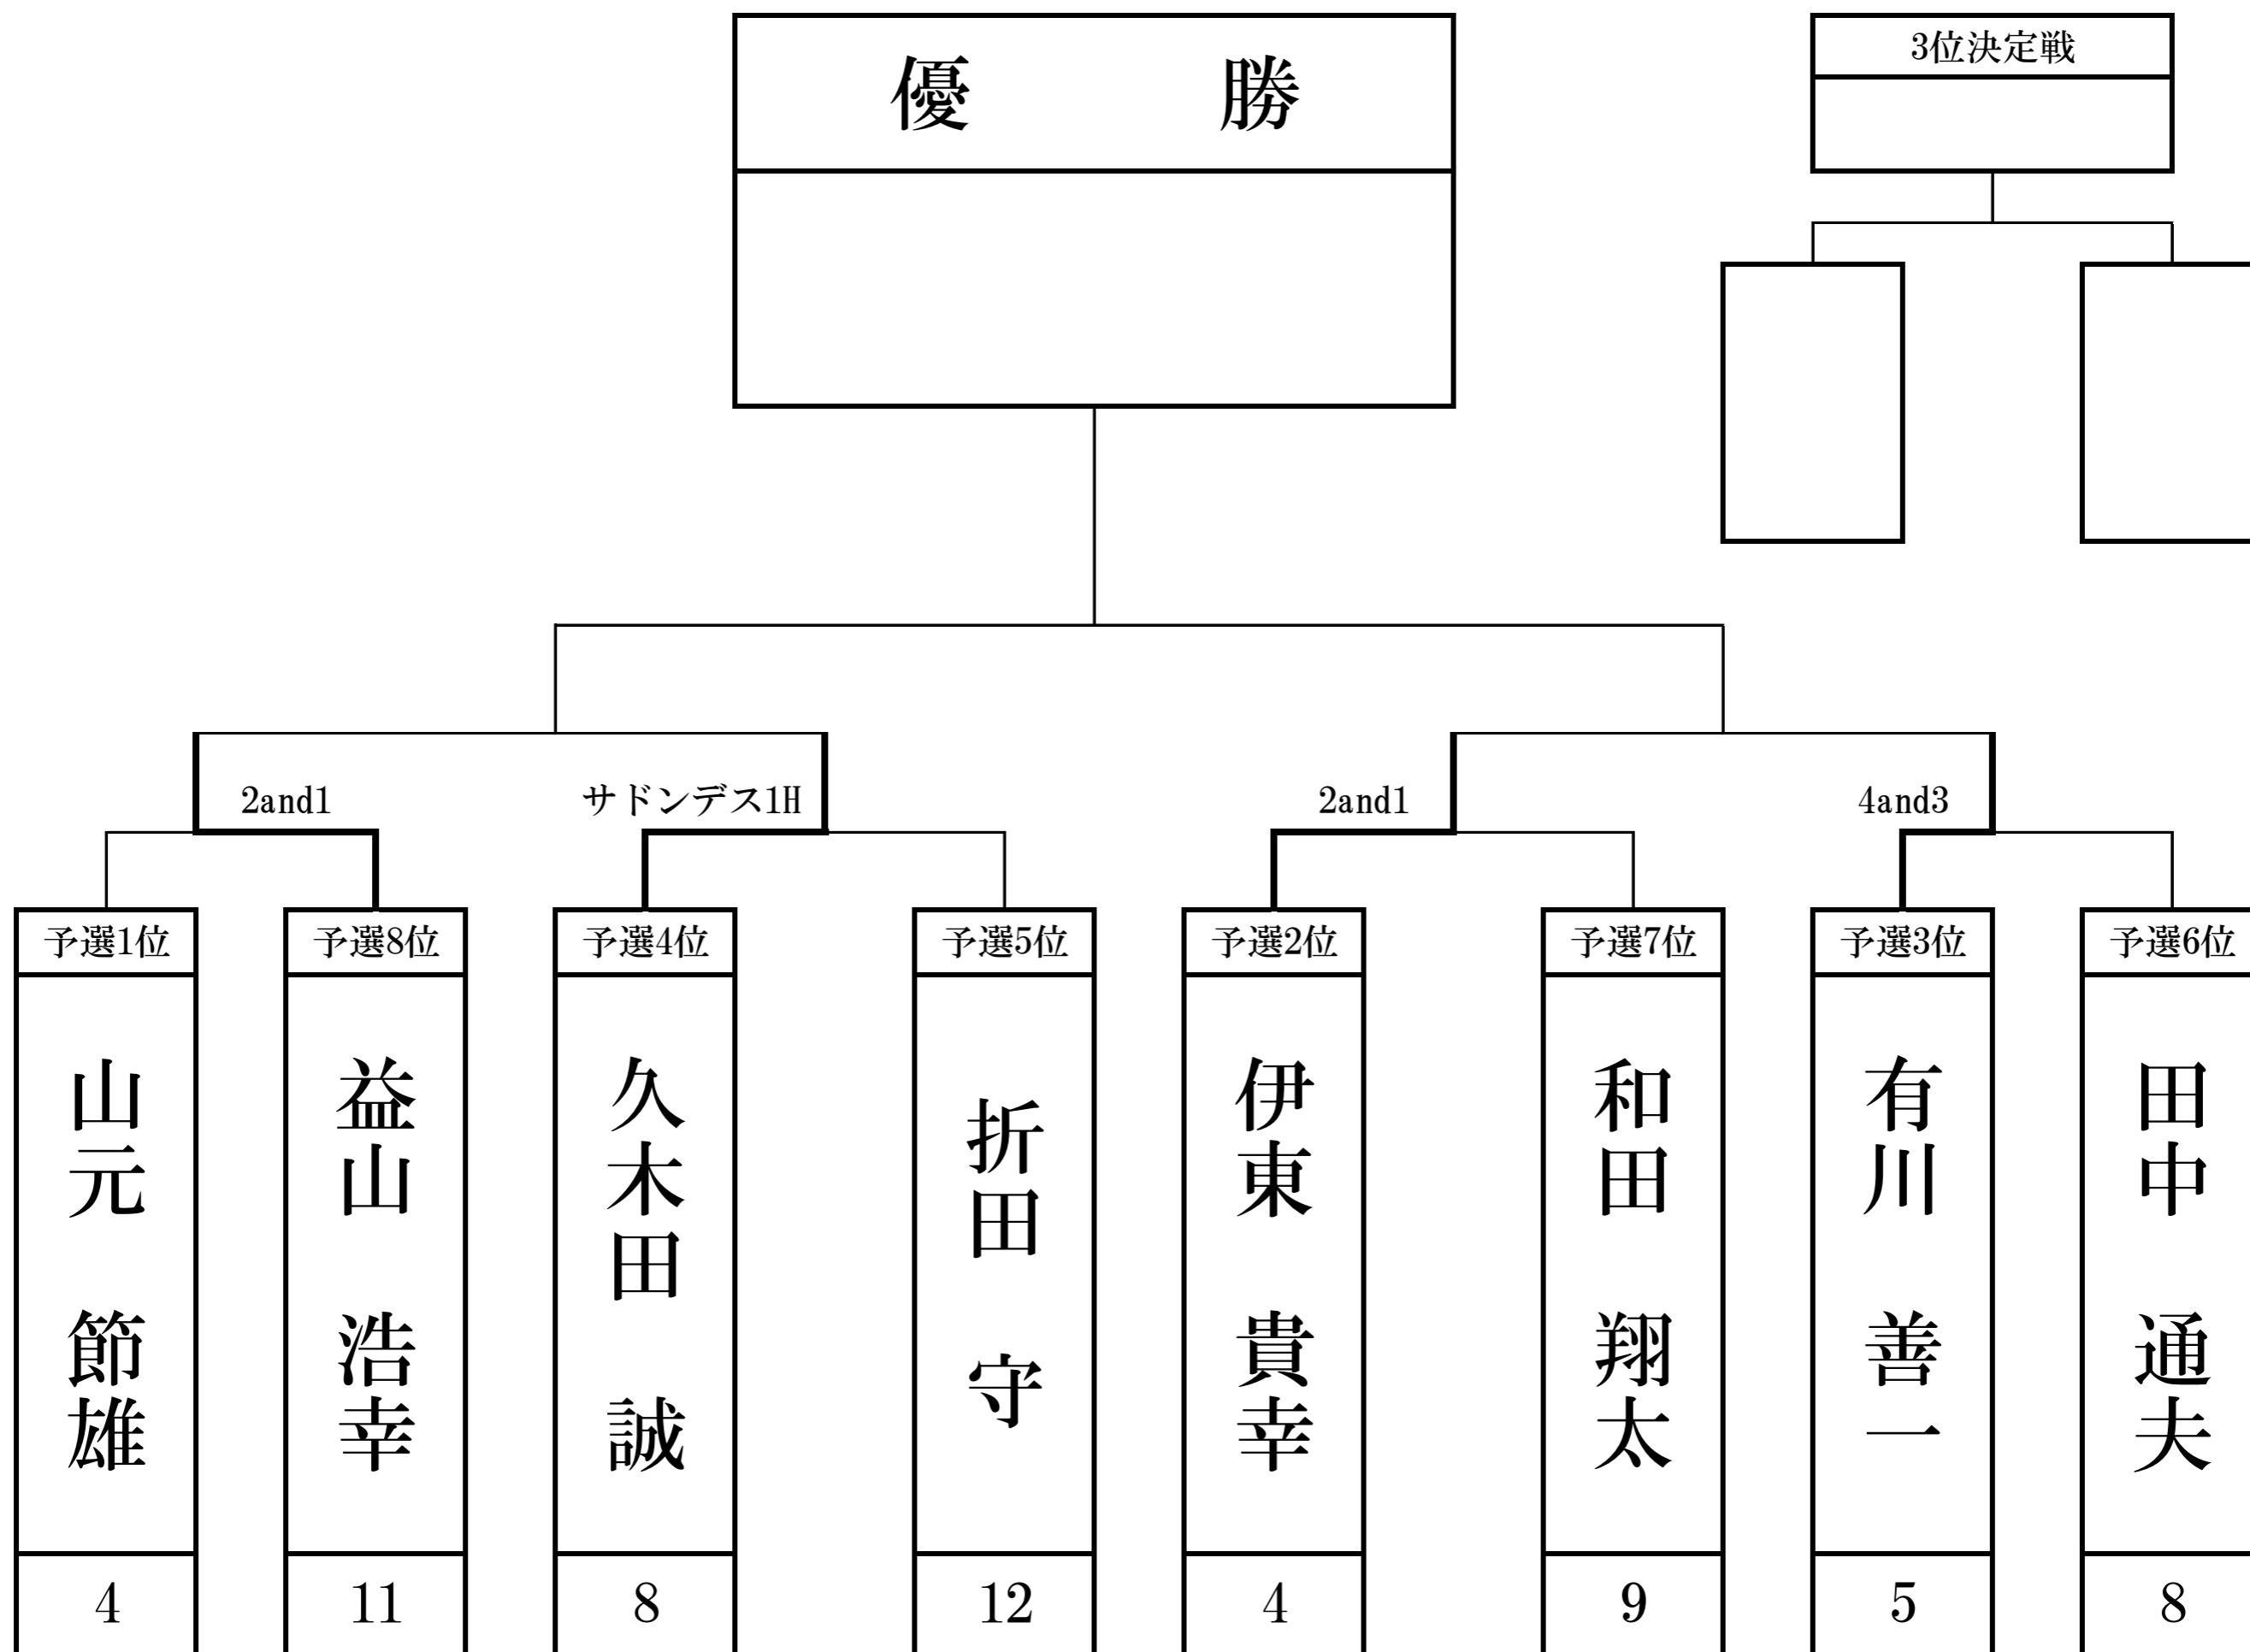 優　勝
3位決定戦
2and1
サドンデス1H
2and1
4and3
予選1位
予選8位
予選4位
予選5位
予選2位
予選7位
予選3位
予選6位
山元　節雄
益山　浩幸
久木田　誠
折田　守
伊東　貴幸
和田　翔太
有川　善一
田中　通夫
4
11
8
12
4
9
5
8